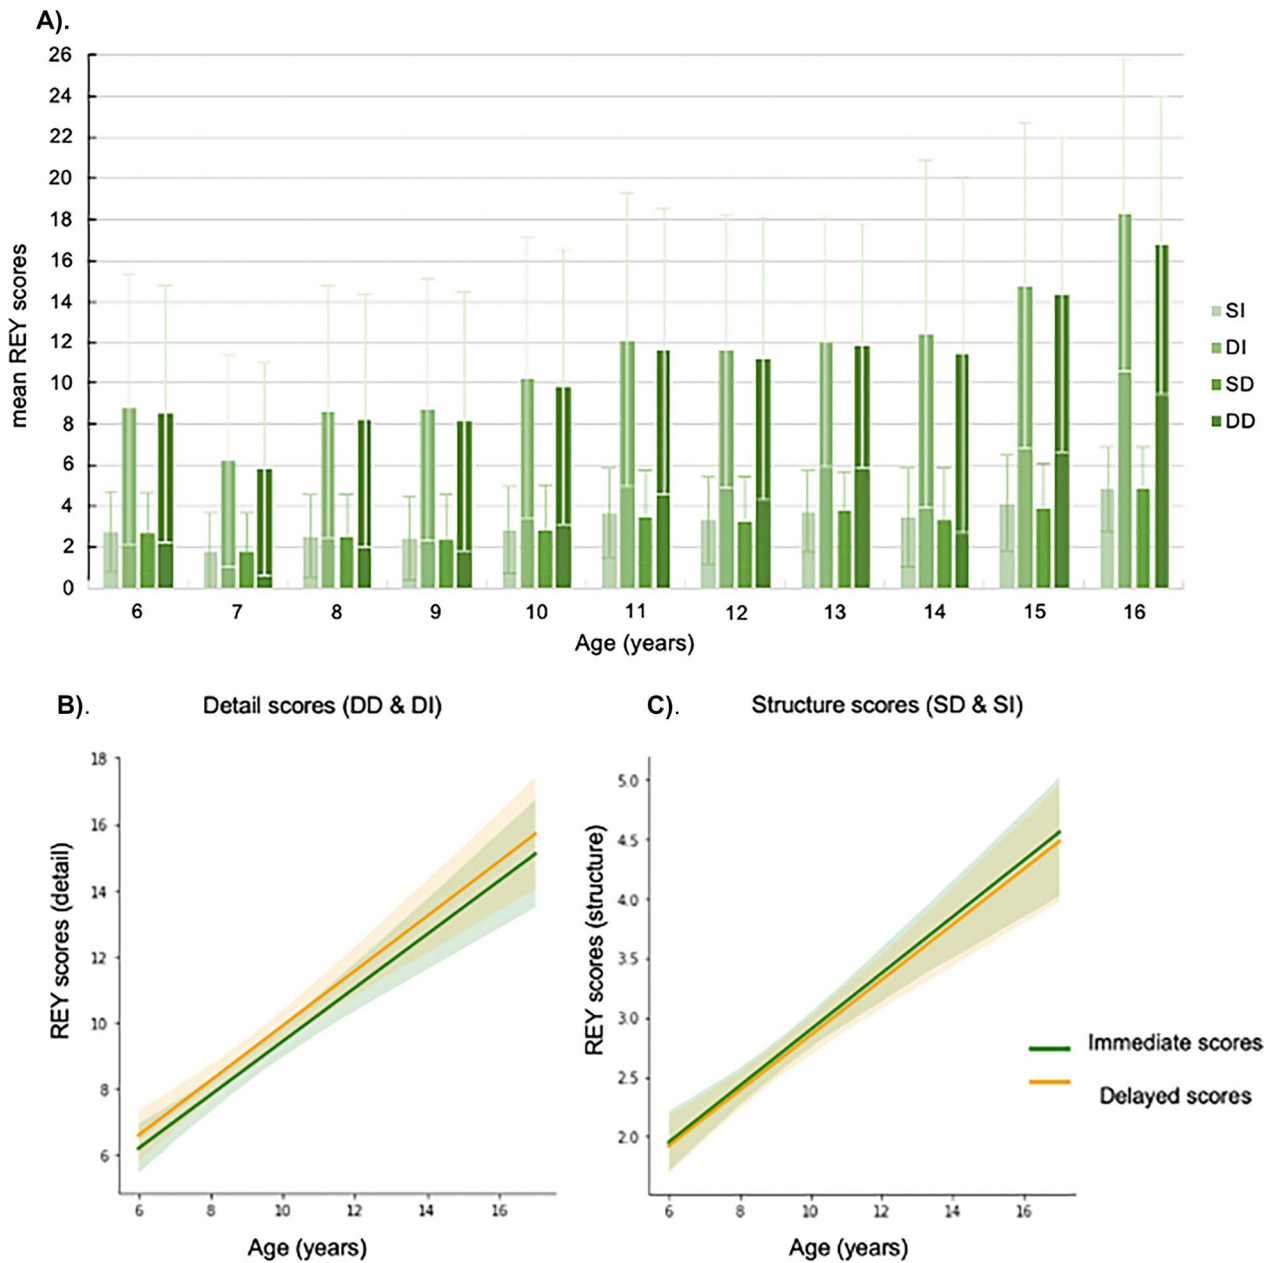 A).
26
24
22
20
18
16
14
12
10
8
6
4
2
0
mean REY scores
6 7 8 9 10 11 12 13 14 15 16
Age (years)
SI
DI
SD
DD
B). Detail scores (DD & DI)
18
16
14
12
10
8
6
REY scores (detail)
6 8 10 12 14 16
Age (years)
C). Structure scores (SD & SI)
5.0
4.5
4.0
3.5
3.0
2.5
2.0
REY scores (structure)
6 8 10 12 14 16
Age (years)
Immediate scores
Delayed scores